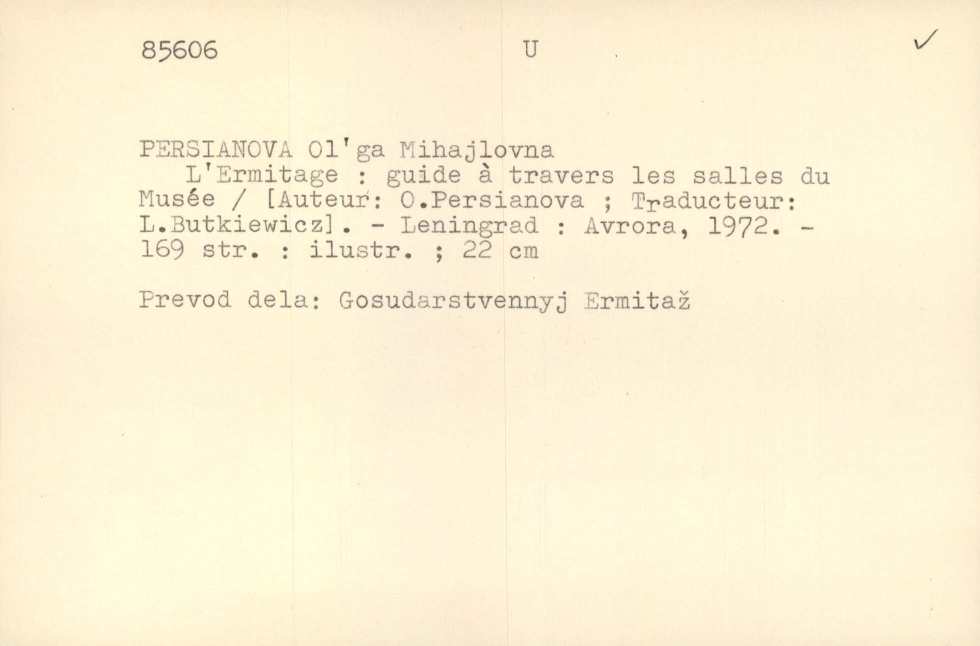 85606 U ✓
PERSIANOVA Ol'ga Mihajlovna
L'Ermitage : guide à travers les salles du
Musée / [Auteur: O.Persianova ; Traducteur:
L.Butkiewicz]. - Leningrad : Avrora, 1972. -
169 str. : ilustr. ; 22 cm
Prevod dela: Gosudarstvennyj Ermitaž